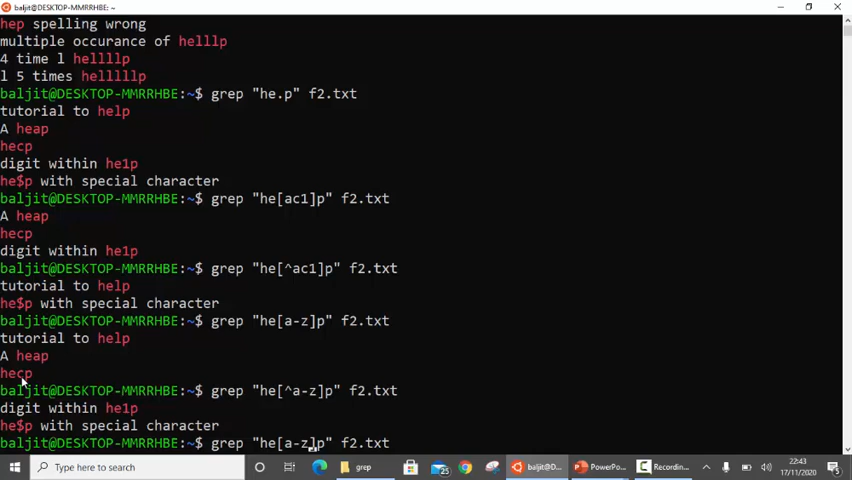 baljit@DESKTOP-MMRRHBE: ~
hep spelling wrong
multiple occurance of helllp
4 time l hellllp
l 5 times helllllp
baljit@DESKTOP-MMRRHBE:~$ grep "he.p" f2.txt
tutorial to help
A heap
hecp
digit within he1p
he$p with special character
baljit@DESKTOP-MMRRHBE:~$ grep "he[ac1]p" f2.txt
A heap
hecp
digit within he1p
baljit@DESKTOP-MMRRHBE:~$ grep "he[^ac1]p" f2.txt
tutorial to help
he$p with special character
baljit@DESKTOP-MMRRHBE:~$ grep "he[a-z]p" f2.txt
tutorial to help
A heap
hecp
baljit@DESKTOP-MMRRHBE:~$ grep "he[^a-z]p" f2.txt
digit within he1p
he$p with special character
baljit@DESKTOP-MMRRHBE:~$ grep "he[a-z]p" f2.txt
Type here to search
25
grep
baljit@D...
PowerPo...
Recordin...
22:43
17/11/2020
5